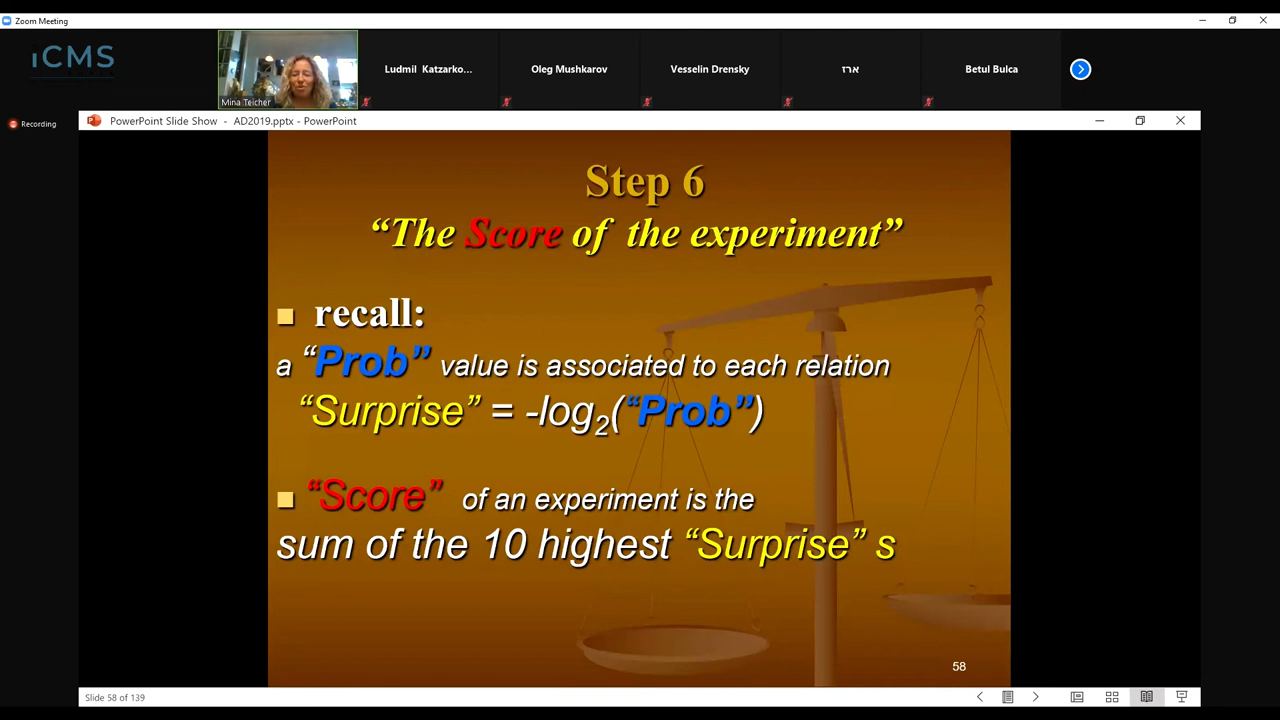 Zoom Meeting
iCMS
Mina Teicher
Ludmil Katzarko...
Oleg Mushkarov
Vesselin Drensky
ארז
Betul Bulca
Recording
PowerPoint Slide Show - AD2019.pptx - PowerPoint
Step 6
“The Score of the experiment”
recall:
a “Prob” value is associated to each relation
“Surprise” = -log2(“Prob”)
“Score” of an experiment is the
sum of the 10 highest “Surprise” s
58
Slide 58 of 139